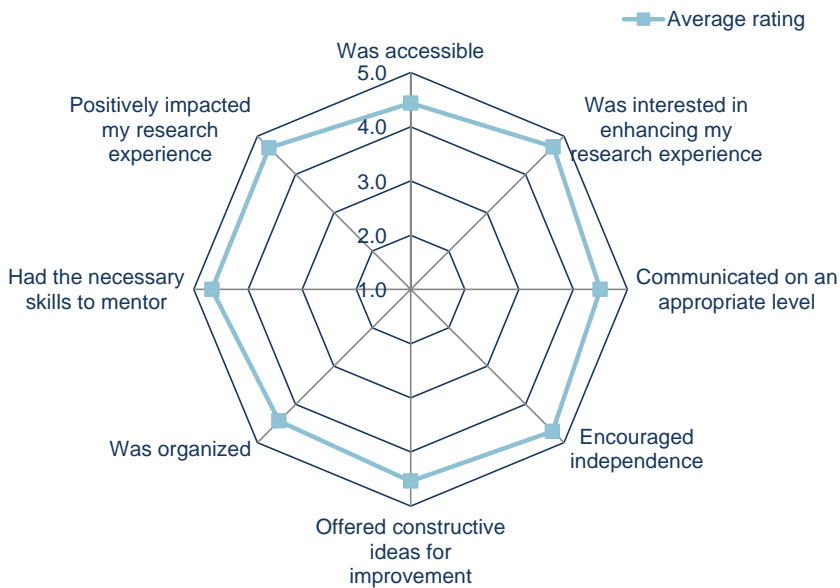 Average rating
Was accessible
5.0
4.0
3.0
2.0
1.0
Was interested in
enhancing my
research experience
Communicated on an
appropriate level
Encouraged
independence
Offered constructive
ideas for
improvement
Was organized
Had the necessary
skills to mentor
Positively impacted
my research
experience